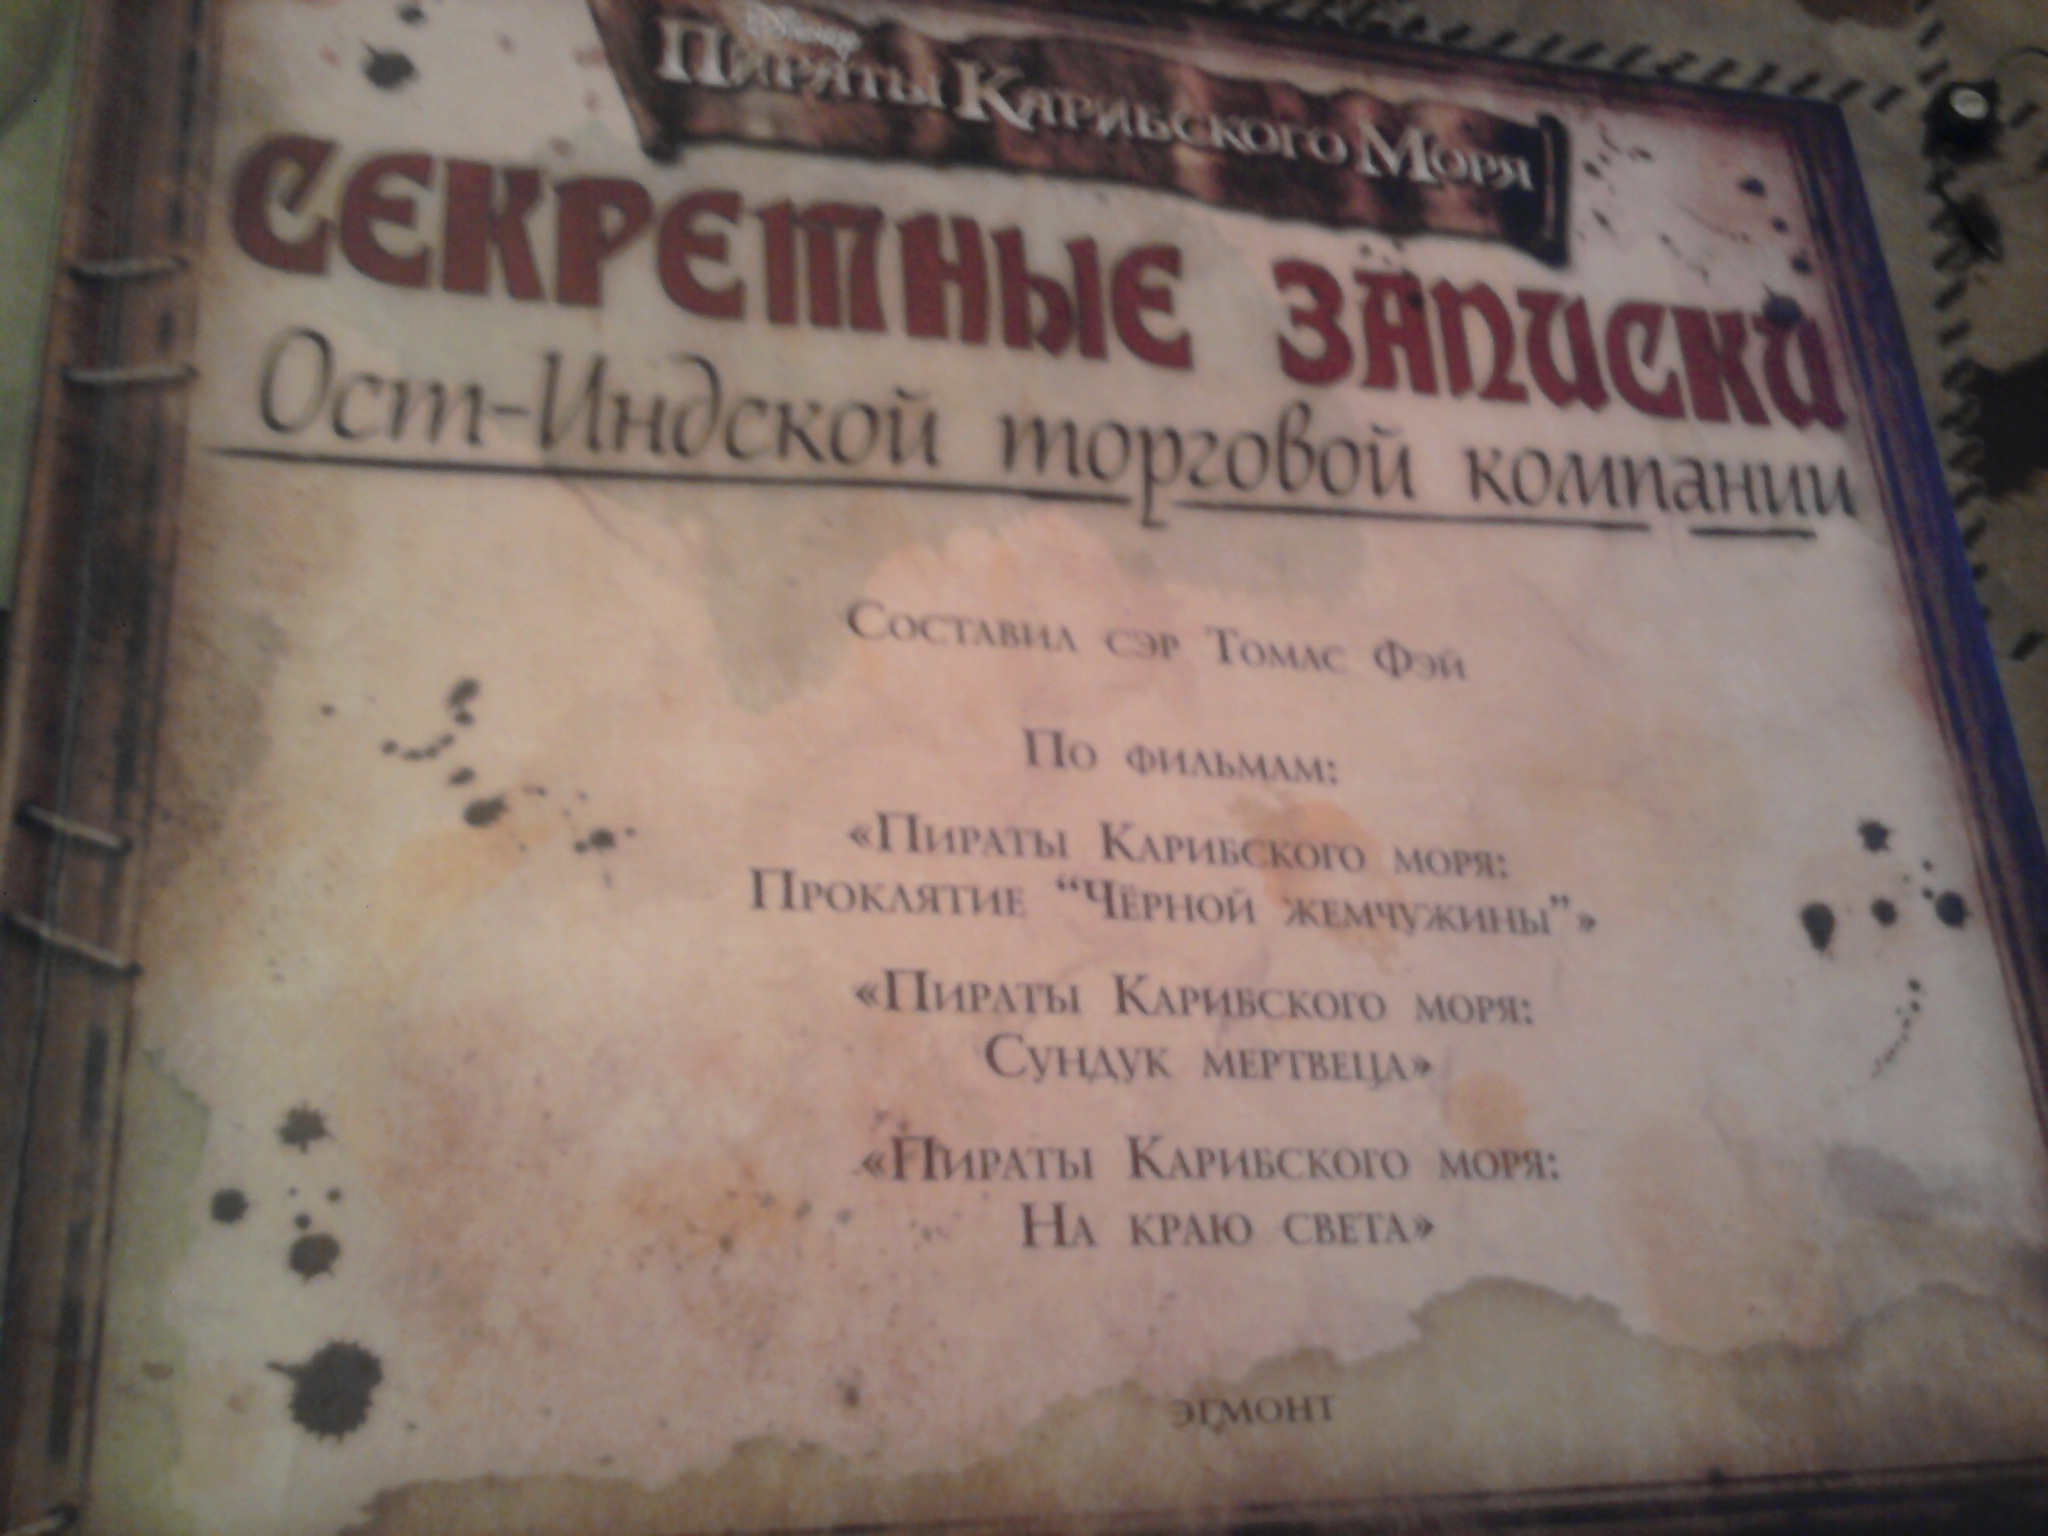 Disney
Пираты Карибского Моря
СЕКРЕТНЫЕ ЗАПИСКИ
Ост-Индской торговой компании
Составил сэр Томас Фэй
По фильмам:
«Пираты Карибского моря:
Проклятие “Чёрной жемчужины”»
«Пираты Карибского моря:
Сундук мертвеца»
«Пираты Карибского моря:
На краю света»
ЭГМОНТ